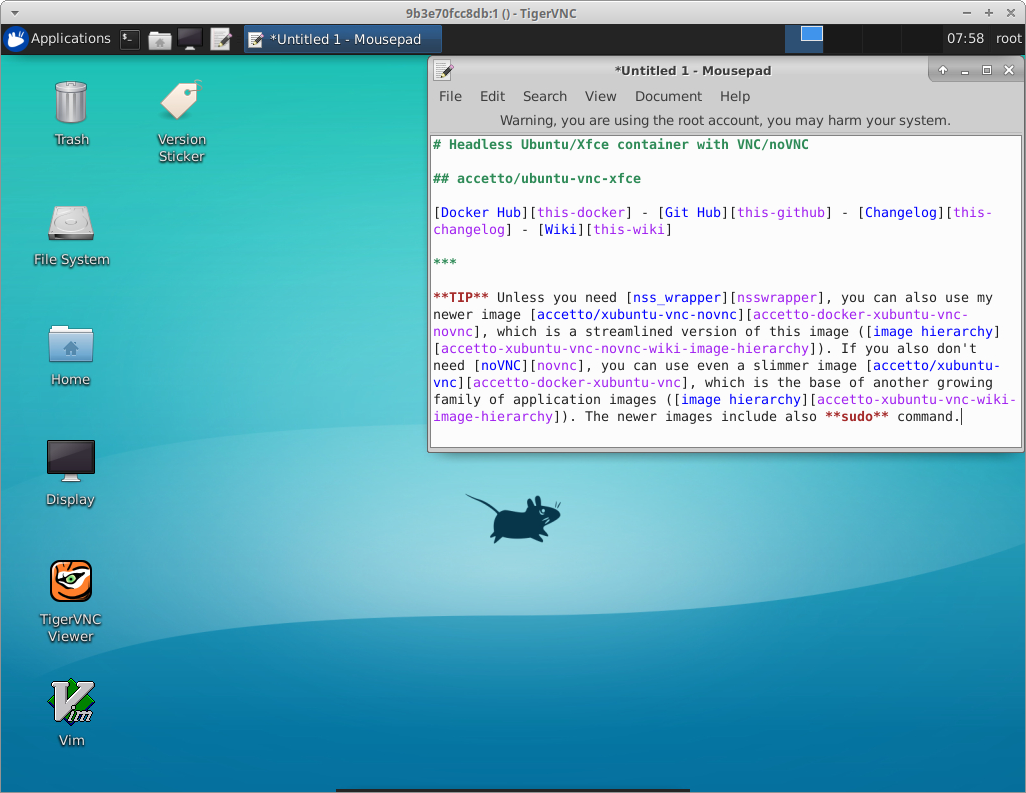 9b3e70fcc8db:1 () - TigerVNC
Applications
*Untitled 1 - Mousepad
07:58
root
Trash
Version
Sticker
File System
Home
Display
TigerVNC
Viewer
Vim
*Untitled 1 - Mousepad
File Edit Search View Document Help
Warning, you are using the root account, you may harm your system.
# Headless Ubuntu/Xfce container with VNC/noVNC
## accetto/ubuntu-vnc-xfce
[Docker Hub][this-docker] - [Git Hub][this-github] - [Changelog][this-
changelog] - [Wiki][this-wiki]
***
**TIP** Unless you need [nss_wrapper][nsswrapper], you can also use my
newer image [accetto/xubuntu-vnc-novnc][accetto-docker-xubuntu-vnc-
novnc], which is a streamlined version of this image ([image hierarchy]
[accetto-xubuntu-vnc-novnc-wiki-image-hierarchy]). If you also don't
need [noVNC][novnc], you can use even a slimmer image [accetto/xubuntu-
vnc][accetto-docker-xubuntu-vnc], which is the base of another growing
family of application images ([image hierarchy][accetto-xubuntu-vnc-wiki-
image-hierarchy]). The newer images include also **sudo** command.